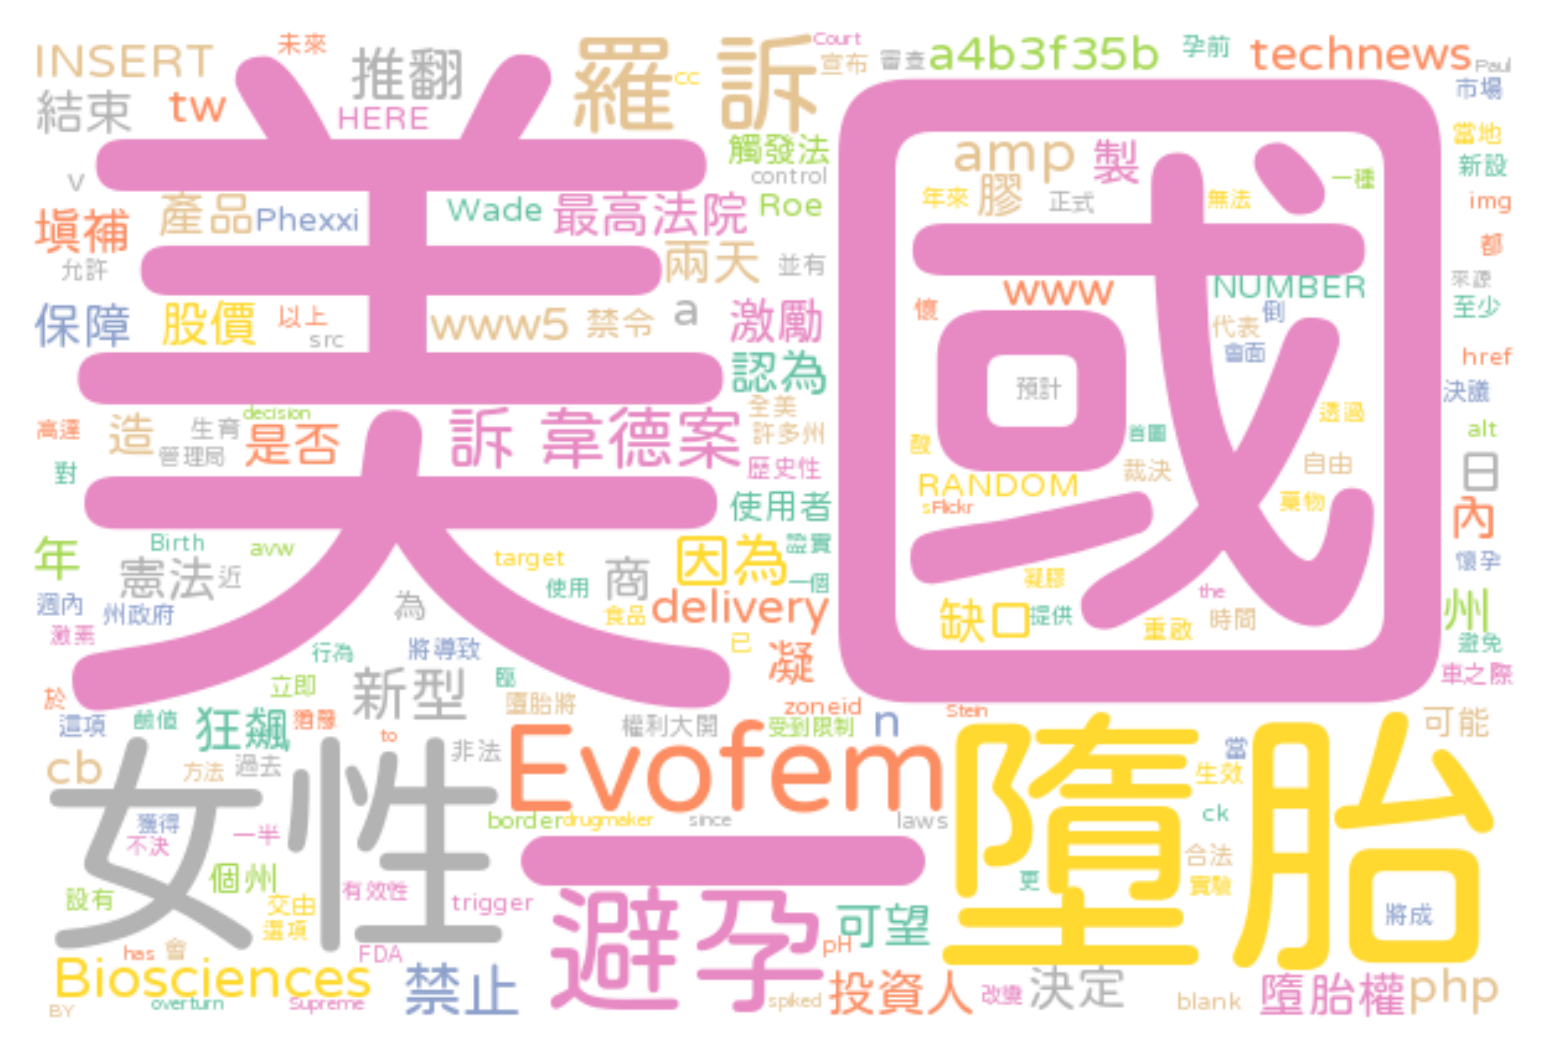 INSERT 未來 推翻 羅 訴 Court 宣布 cc 審查 a4b3f35b 孕前 technews Paul
結束 tw HERE 市場
美國
觸發法 control amp 製 一種 當地 新設
v 產品 Phexxi Wade 最高法院 Roe 年來 膠 正式 無法 img
填補 允許 兩天 並有 都 來源
保障 股價 以上 src www5 禁令 a 激勵 www NUMBER 懷 代表 倒 會面 至少
認為 預計 href 決議
高達 造 生育 decision 管理局 是否 訴 韋德案 全美 許多州 歷史性 首圖 透過 alt
對 使用者 酸 裁決 自由 日
RANDOM sFlickr 藥物 內
年 Birth avw 憲法 近 target 使用 商 因為 證實 一個 凝膠 懷孕
週內 州政府 為 食品 delivery 缺口 提供 the 重啟 時間 州
激素 行為 將導致 已 凝 避免 車之際
於 立即 新型 臨 墮胎將 zoneid
這項 酸值 狂飆 猶豫 to 權利大開 受到限制 n Stein 可能
cb 方法 過去 非法 Evofem 墮胎 當 生效
女性 border drugmaker since laws ck
獲得 不決 一半 一 合法 實驗
設有 個州 交由 選項 有效性 trigger 避孕 可望 更 將成
has 會 FDA pH
Biosciences 禁止 投資人 改變 決定 墮胎權 php
BY overturn Supreme spiked blank